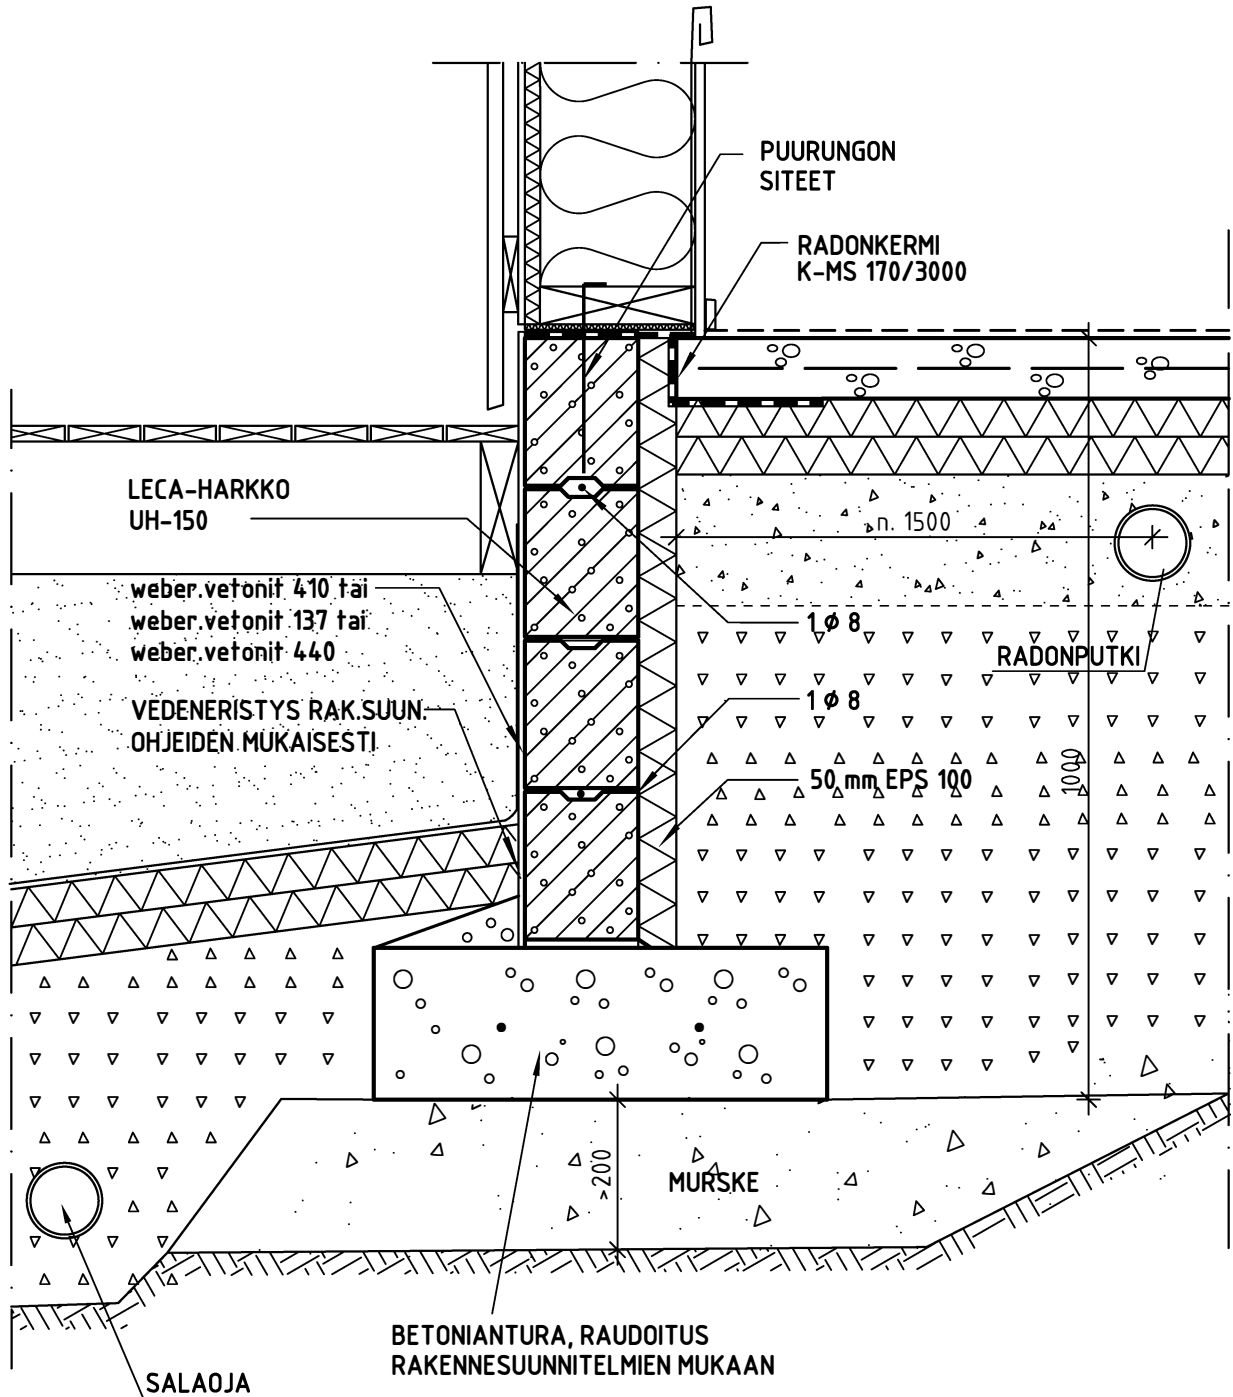 PUURUNGON
SITEET
RADONKERMI
K-MS 170/3000
LECA-HARKKO
UH-150
n. 1500
weber.vetonit 410 tai
weber.vetonit 137 tai
weber.vetonit 440
1 ϕ 8
RADONPUTKI
VEDENERISTYS RAK.SUUN.
OHJEIDEN MUKAISESTI
1 ϕ 8
50 mm EPS 100
1000
>200
MURSKE
BETONIANTURA, RAUDOITUS
RAKENNESUUNNITELMIEN MUKAAN
SALAOJA